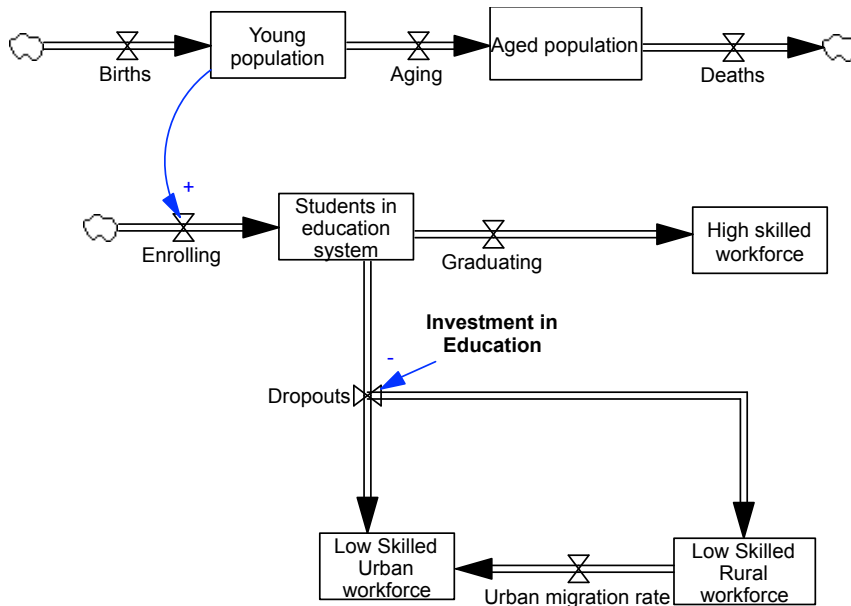 Young
population
Aged population
Births
Aging
Deaths
+
Students in
education
system
High skilled
workforce
Enrolling
Graduating
Investment in
Education
-
Dropouts
Low Skilled
Urban
workforce
Low Skilled
Rural
workforce
Urban migration rate